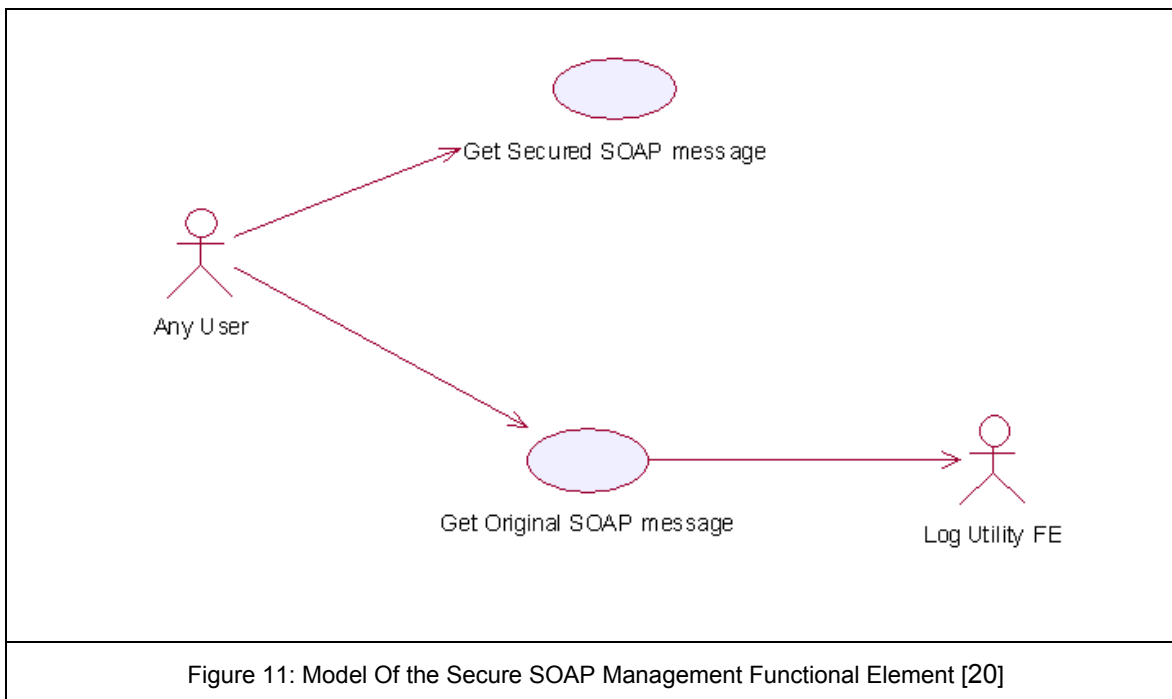 Get Secured SOAP message
Any User
Get Original SOAP message
Log Utility FE
Figure 11: Model Of the Secure SOAP Management Functional Element [20]